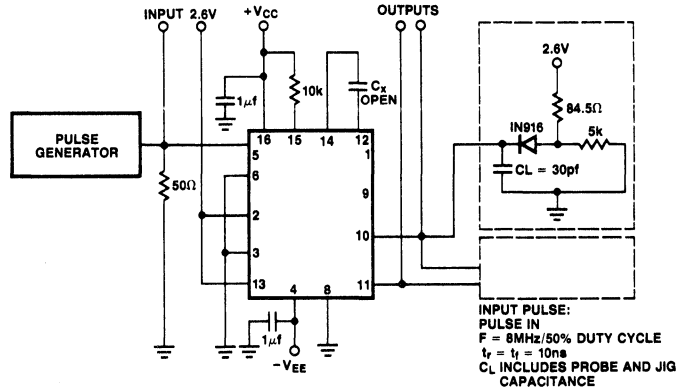 INPUT 2.6V +VCC OUTPUTS
2.6V
1µf
10k
CX
OPEN
84.5Ω
PULSE
GENERATOR
16 15 14 12
IN916
5k
5
1
CL = 30pf
50Ω
6
9
2
10
3
13
4
8
11
1µf
−VEE
INPUT PULSE:
PULSE IN
F = 8MHz/50% DUTY CYCLE
tr = tf = 10ns
CL INCLUDES PROBE AND JIG
CAPACITANCE